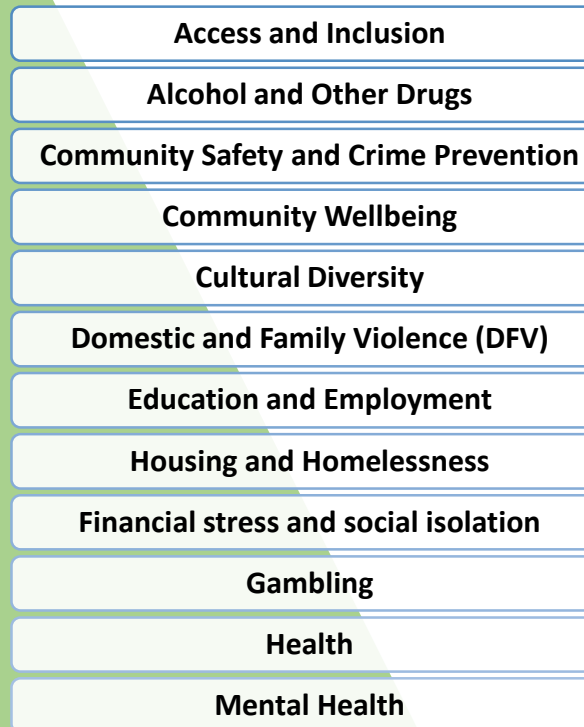 Access and Inclusion
Alcohol and Other Drugs
Community Safety and Crime Prevention
Community Wellbeing
Cultural Diversity
Domestic and Family Violence (DFV)
Education and Employment
Housing and Homelessness
Financial stress and social isolation
Gambling
Health
Mental Health